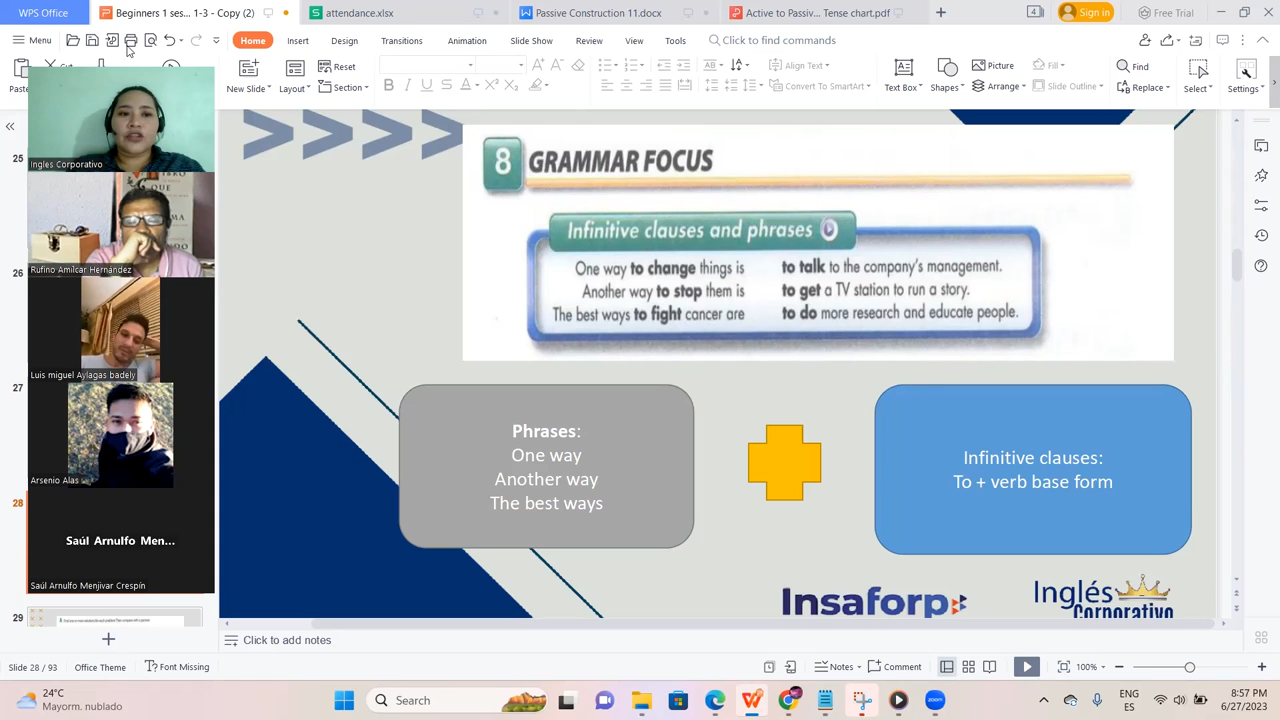 WPS Office
Beginners ...  1-3 - Copy (2)
attendance.xlsx
Passive Construction 11.docx
Active to Pass... Tense chart.pdf
Sign in
Free Trial
Menu
Home
Insert
Design
Transitions
Animation
Slide Show
Review
View
Tools
Click to find commands
Layout
Reset
Section
Align Text
Convert To SmartArt
Text Box
Shapes
Picture
Arrange
Fill
Slide Outline
Find
Replace
Select
Settings
25
26
27
28
29
Ingles Corporativo
Rufino Amilcar Hernández
Luis miguel Aylagas badely
Arsenio Alas
Saúl Arnulfo Men...
Saúl Arnulfo Menjivar Crespín
8 GRAMMAR FOCUS
Infinitive clauses and phrases
One way to change things is to talk to the company's management.
Another way to stop them is to get a TV station to run a story.
The best ways to fight cancer are to do more research and educate people.
Phrases:
One way
Another way
The best ways
Infinitive clauses:
To + verb base form
Insaforp
Inglés
Corporativo
Click to add notes
Slide 28 / 93
Office Theme
Font Missing
Notes
Comment
100%
24°C
Mayorm. nublado
Search
ENG
ES
8:57 PM
6/27/2023